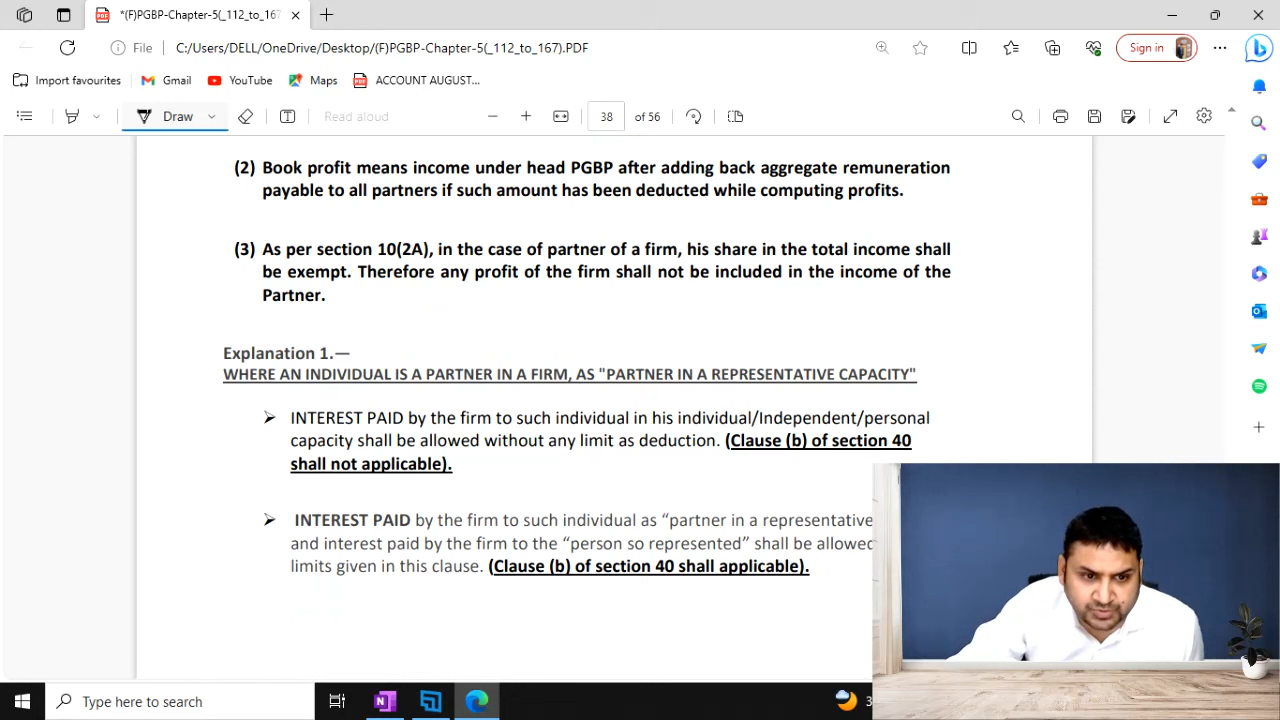 *(F)PGBP-Chapter-5(_112_to_167
File
C:/Users/DELL/OneDrive/Desktop/(F)PGBP-Chapter-5(_112_to_167).PDF
Sign in
Import favourites
Gmail
YouTube
Maps
ACCOUNT AUGUST...
Draw
Read aloud
38
of 56
(2) Book profit means income under head PGBP after adding back aggregate remuneration
payable to all partners if such amount has been deducted while computing profits.
(3) As per section 10(2A), in the case of partner of a firm, his share in the total income shall
be exempt. Therefore any profit of the firm shall not be included in the income of the
Partner.
Explanation 1.—
WHERE AN INDIVIDUAL IS A PARTNER IN A FIRM, AS "PARTNER IN A REPRESENTATIVE CAPACITY"
➢ INTEREST PAID by the firm to such individual in his individual/Independent/personal
capacity shall be allowed without any limit as deduction. (Clause (b) of section 40
shall not applicable).
➢ INTEREST PAID by the firm to such individual as “partner in a representative
and interest paid by the firm to the “person so represented” shall be allowed
limits given in this clause. (Clause (b) of section 40 shall applicable).
Type here to search
3